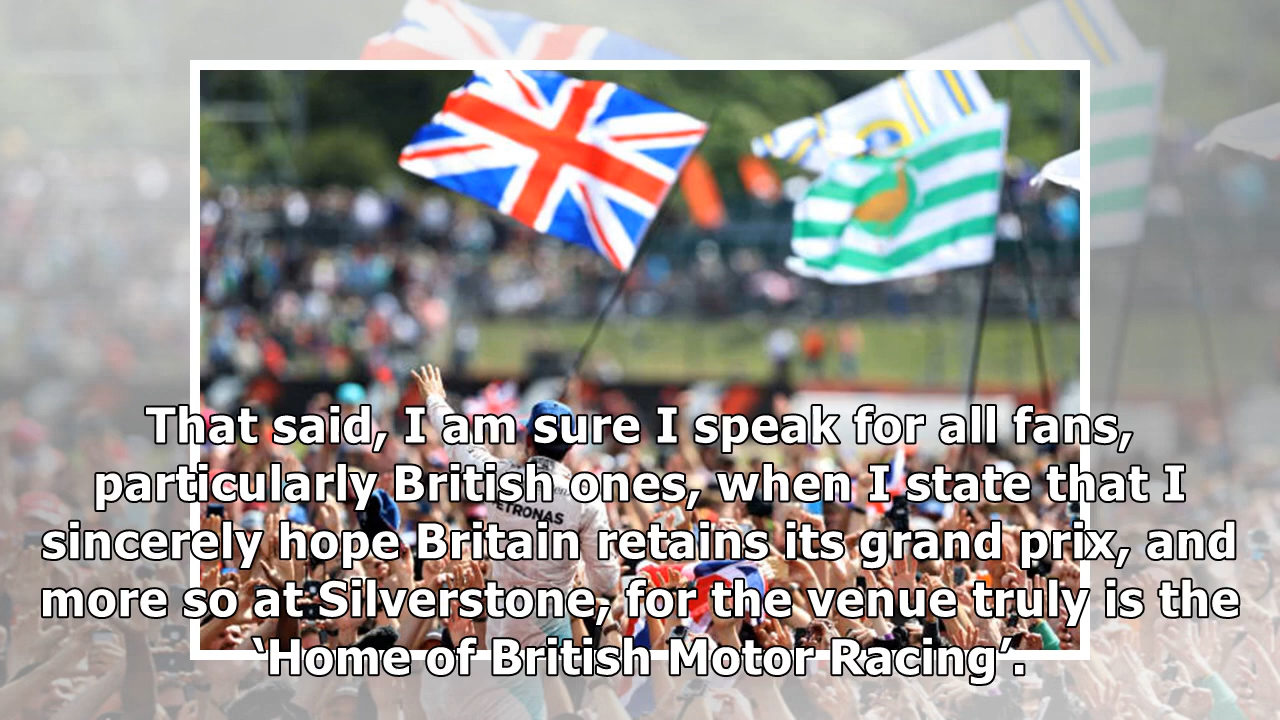 That said, I am sure I speak for all fans,
particularly British ones, when I state that I
sincerely hope Britain retains its grand prix, and
more so at Silverstone, for the venue truly is the
‘Home of British Motor Racing’.
PETRONAS